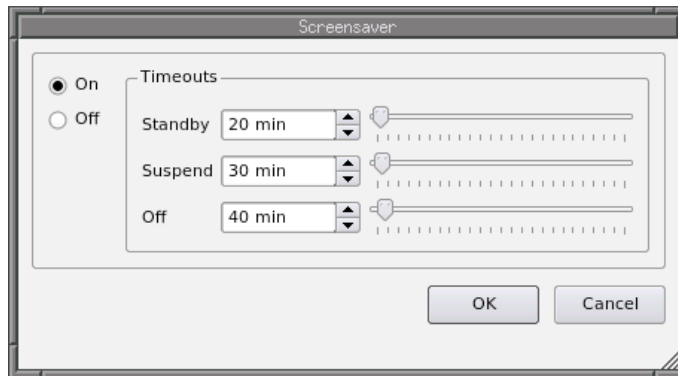 Screensaver
On
Off
Timeouts
Standby 20 min
Suspend 30 min
Off 40 min
OK Cancel